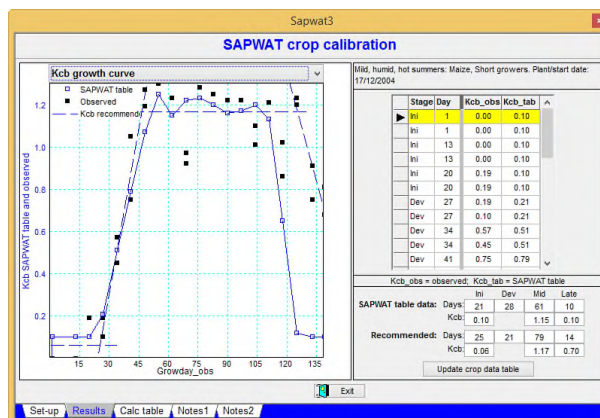 Sapwat3
SAPWAT crop calibration
Kcb growth curve
SAPWAT table
Observed
Kcb recommend
Kcb SAPWAT table and observed
1.2
1.0
0.8
0.6
0.4
0.2
15 30 45 60 75 90 105 120 135
Growday_obs
Mild, humid, hot summers: Maize, Short growers. Plant/start date:
17/12/2004
Stage Day Kcb_obs Kcb_tab
Ini 1 0.00 0.10
Ini 1 0.00 0.10
Ini 13 0.00 0.10
Ini 13 0.00 0.10
Ini 20 0.19 0.10
Ini 20 0.19 0.10
Dev 27 0.19 0.21
Dev 27 0.10 0.21
Dev 34 0.57 0.51
Dev 34 0.45 0.51
Dev 41 0.75 0.79
Kcb_obs = observed; Kcb_tab = SAPWAT table
Ini Dev Mid Late
SAPWAT table data: Days: 21 28 61 10
Kcb: 0.10 1.15 0.10
Recommended: Days: 25 21 79 14
Kcb: 0.06 1.17 0.70
Update crop data table
Exit
Set-up Results Calc table Notes1 Notes2